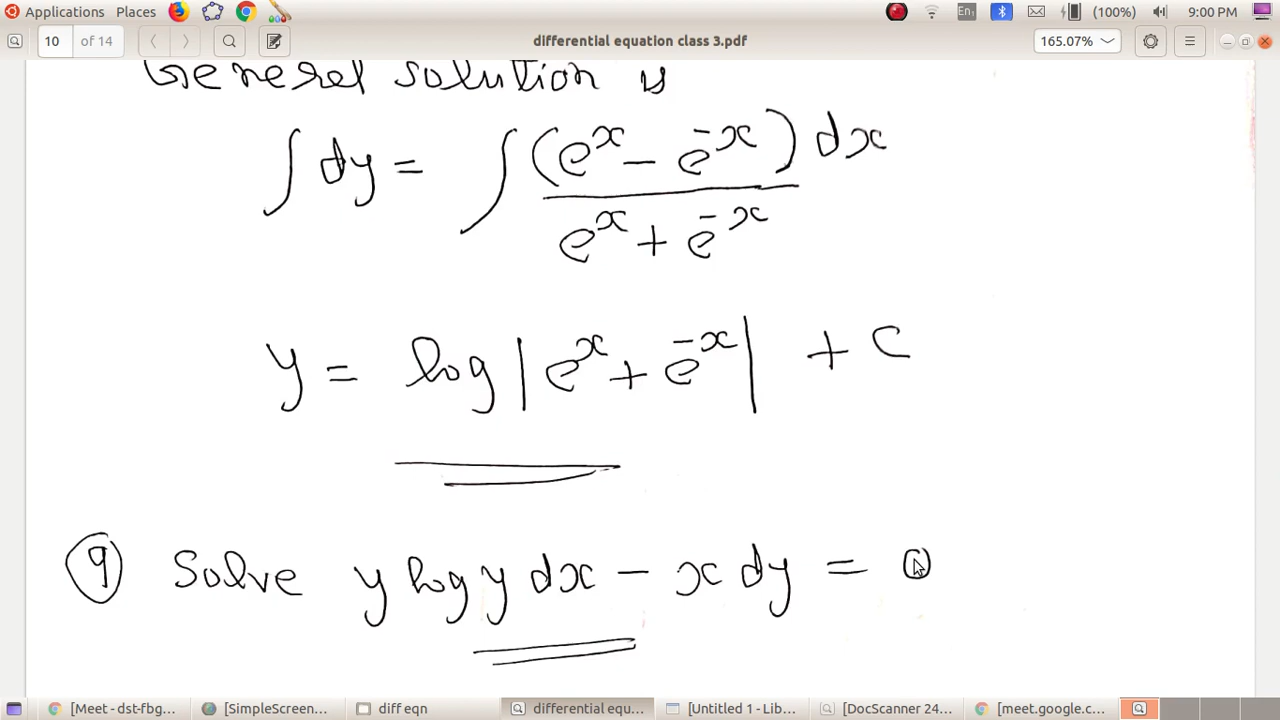 Applications Places En₁ (100%) 9:00 PM
10 of 14 differential equation class 3.pdf 165.07%
General solution is
∫ dy = ∫ (e^x − e^−x) dx
e^x + e^−x
y = log | e^x + e^−x | + c
9 Solve y log y dx − x dy = 0
[Meet - dst-fbg... [SimpleScreen... diff eqn differential equ... [Untitled 1 - Lib... [DocScanner 24... [meet.google.c...